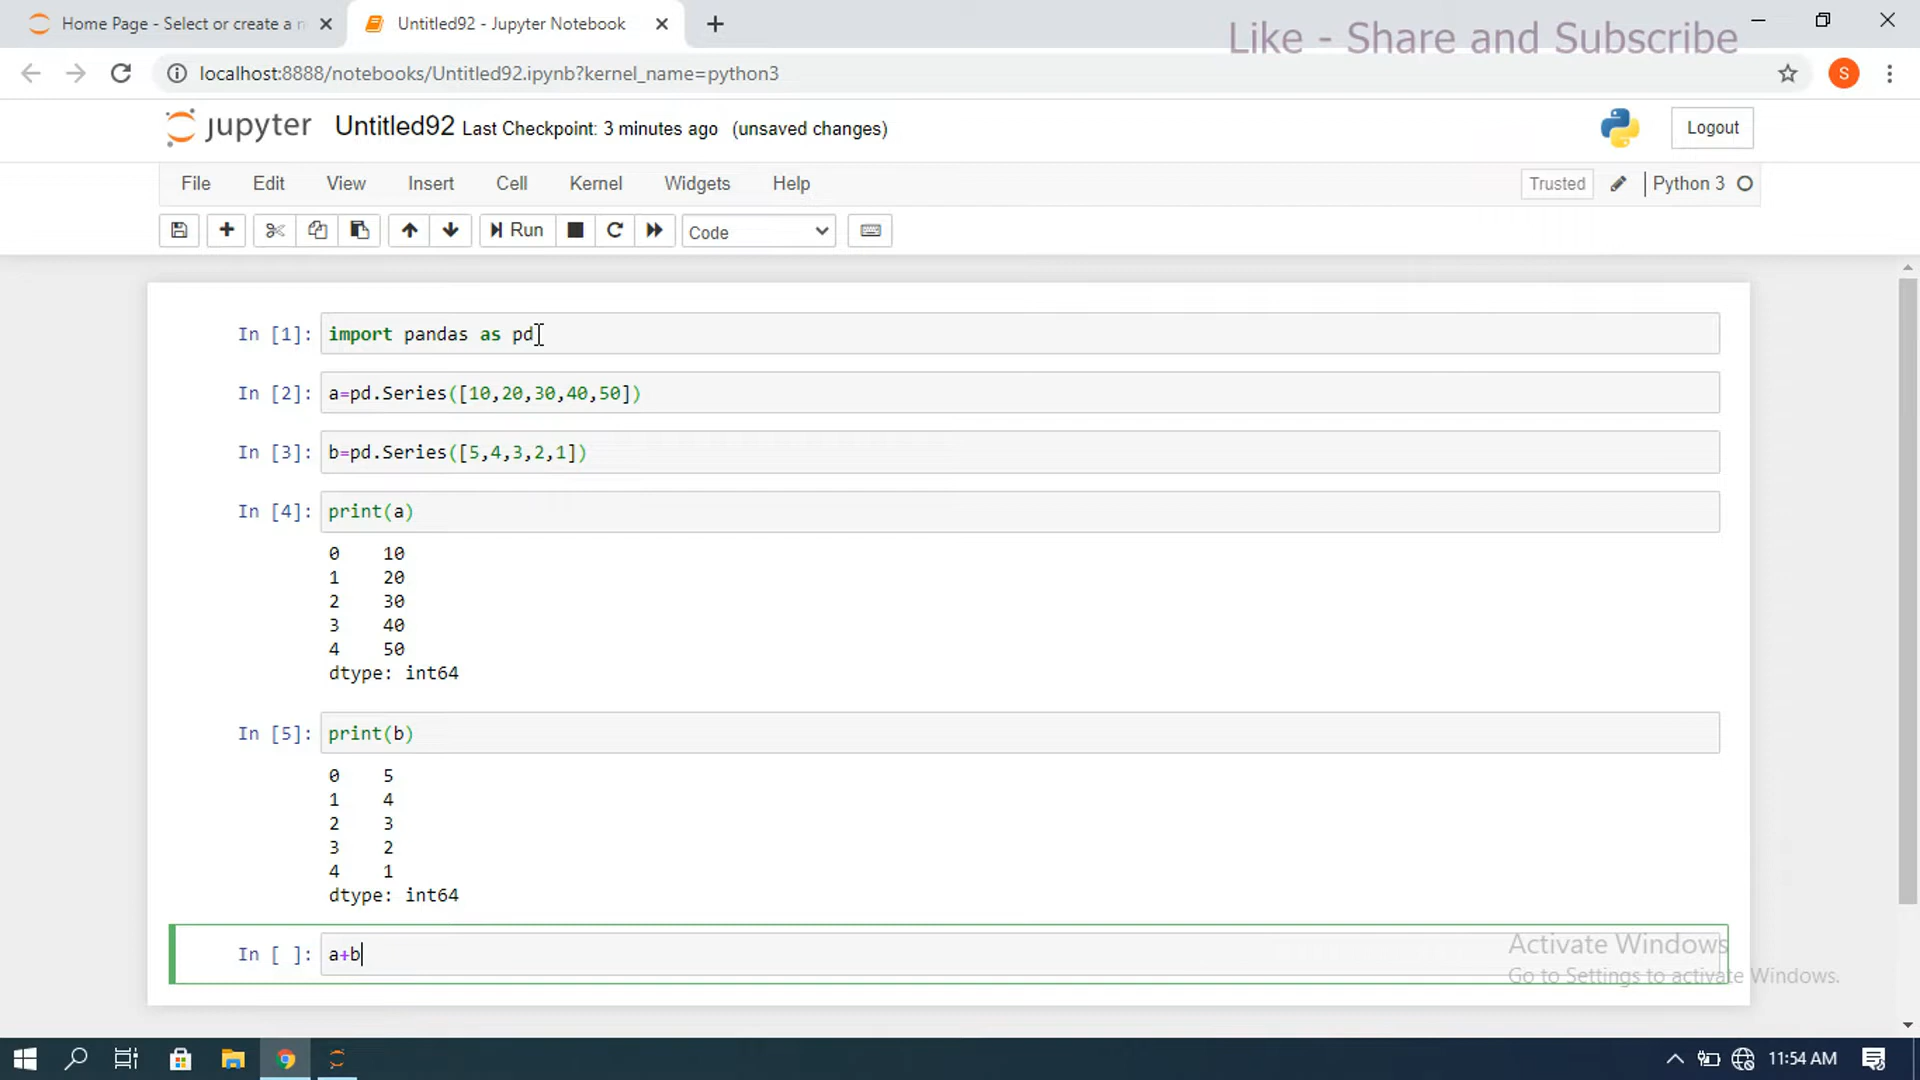 Home Page - Select or create a n
Untitled92 - Jupyter Notebook
Like - Share and Subscribe
localhost:8888/notebooks/Untitled92.ipynb?kernel_name=python3
S
jupyter Untitled92 Last Checkpoint: 3 minutes ago (unsaved changes)
Logout
File Edit View Insert Cell Kernel Widgets Help
Trusted
Python 3
Run
Code
In [1]: import pandas as pd
In [2]: a=pd.Series([10,20,30,40,50])
In [3]: b=pd.Series([5,4,3,2,1])
In [4]: print(a)
0 10
1 20
2 30
3 40
4 50
dtype: int64
In [5]: print(b)
0 5
1 4
2 3
3 2
4 1
dtype: int64
In [ ]: a+b
Activate Windows
Go to Settings to activate Windows.
11:54 AM